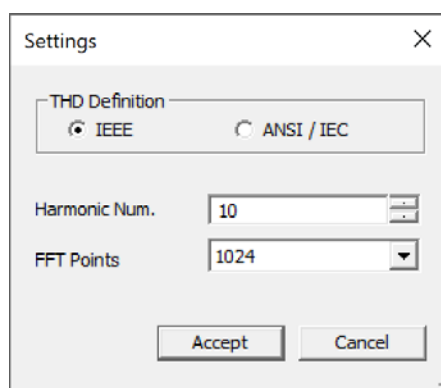 Settings
THD Definition
IEEE
ANSI / IEC
Harmonic Num.
10
FFT Points
1024
Accept
Cancel